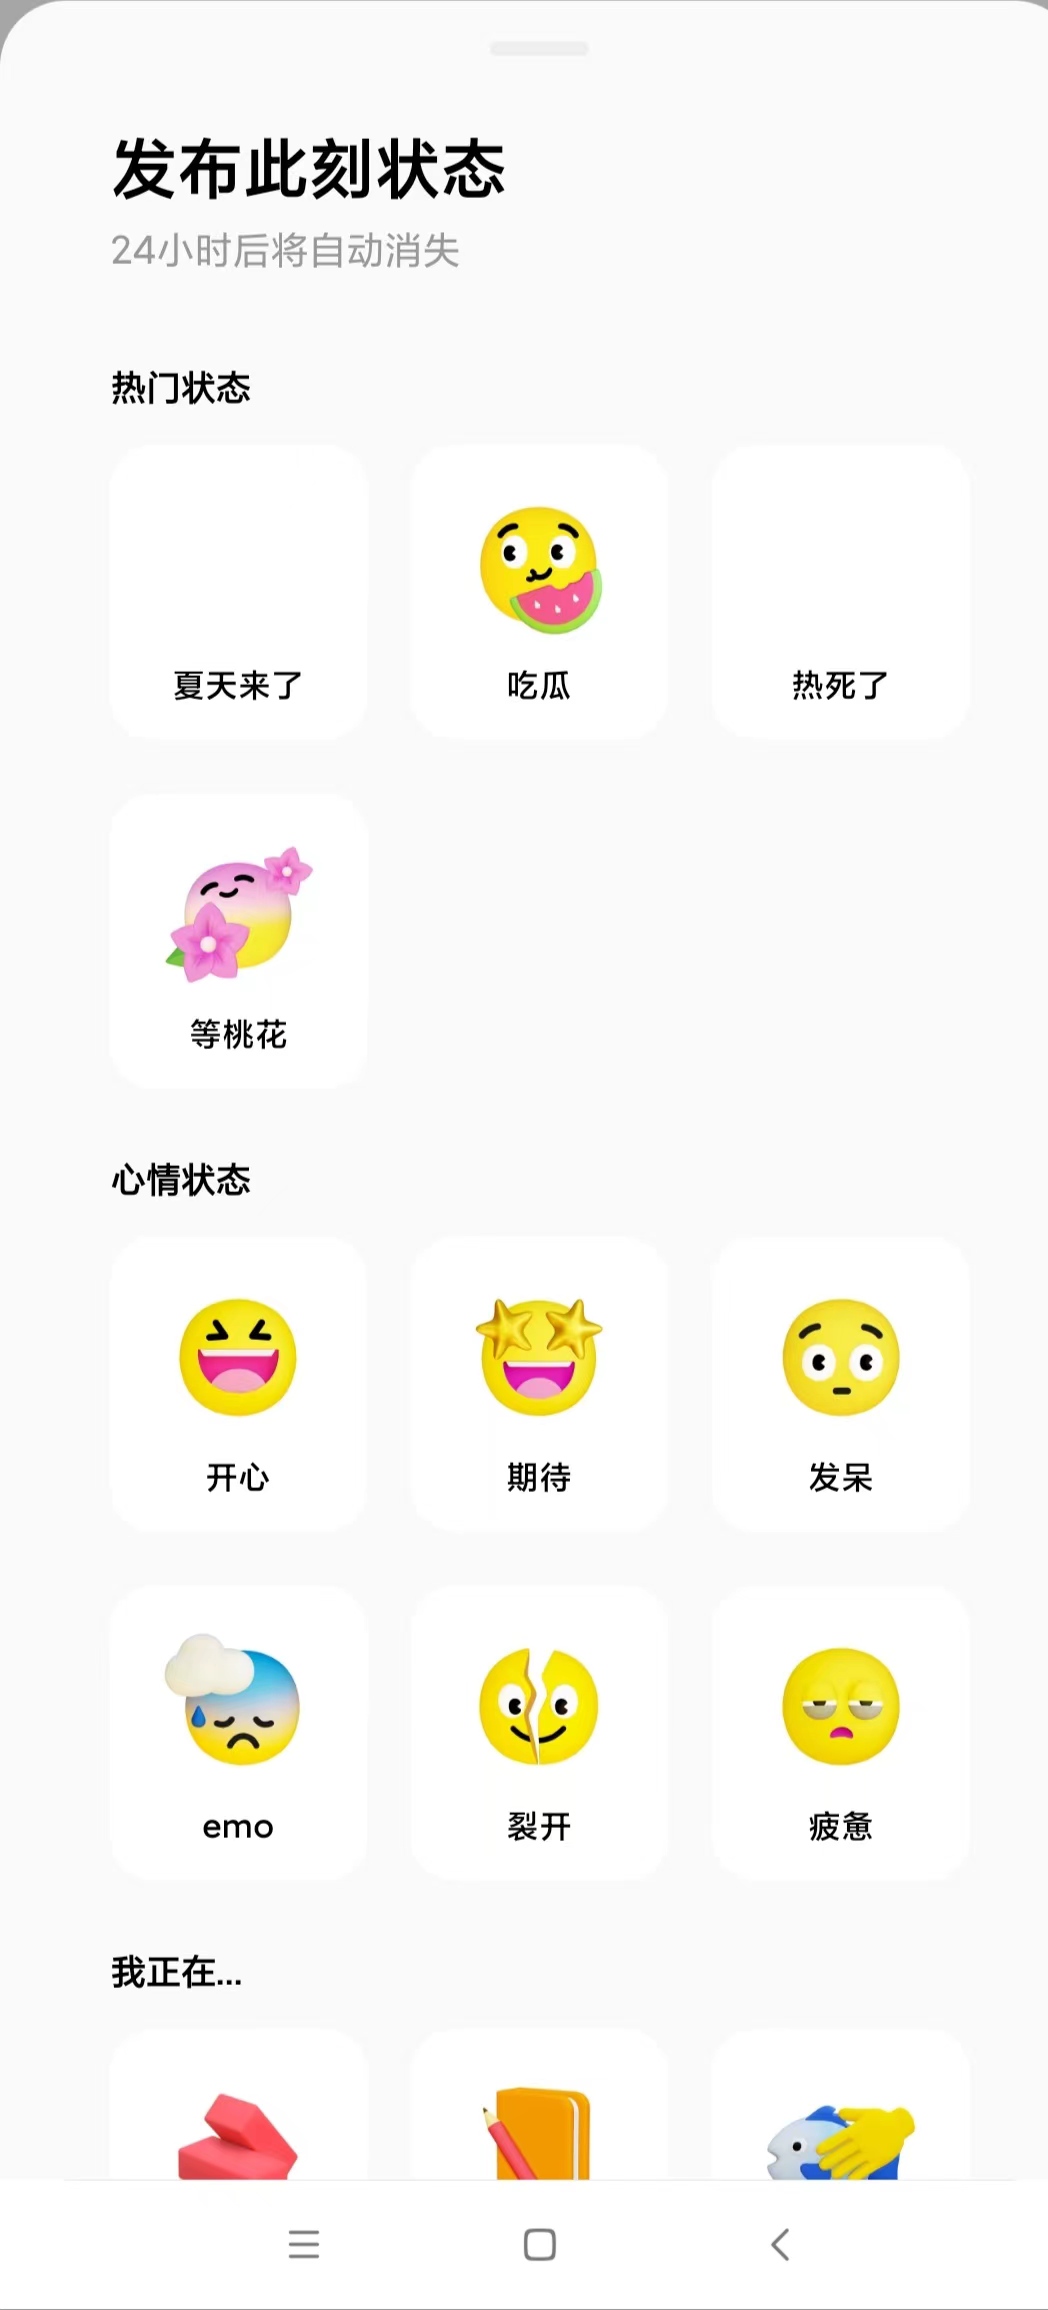 发布此刻状态
24小时后将自动消失
热门状态
夏天来了
吃瓜
热死了
等桃花
心情状态
开心
期待
发呆
emo
裂开
疲惫
我正在...